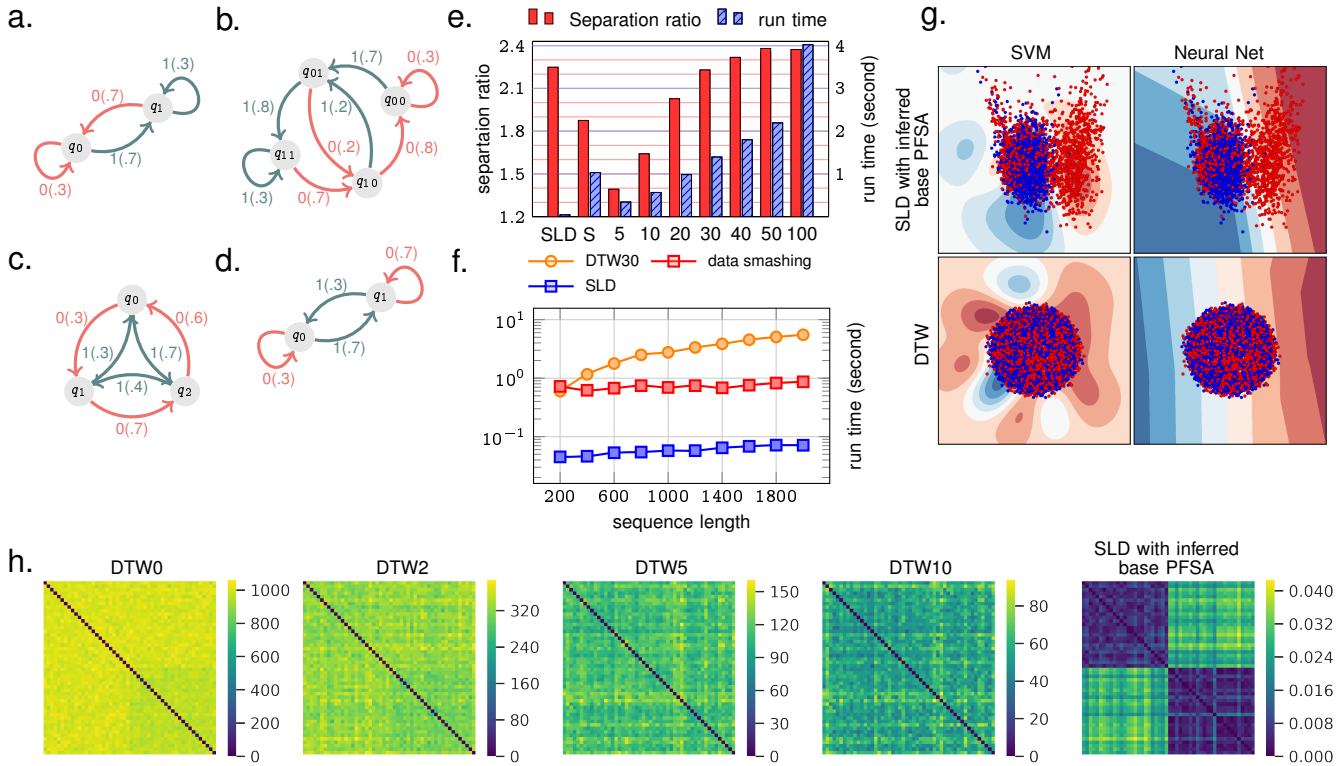 a.
1(.3)
0(.7)
q1
q0
1(.7)
0(.3)
b.
1(.7)
0(.3)
q01
q00
1(.8)
1(.2)
q11
0(.2)
0(.8)
q10
1(.3)
0(.7)
c.
q0
0(.3)
0(.6)
1(.3)
1(.7)
q1
1(.4)
q2
0(.7)
d.
0(.7)
1(.3)
q1
q0
1(.7)
0(.3)
e.
Separation ratio
run time
2.4
2.1
1.8
1.5
1.2
separtaion ratio
4
3
2
1
run time (second)
SLD S 5 10 20 30 40 50 100
f.
DTW30
data smashing
SLD
10^1
10^0
10^−1
run time (second)
200 600 1000 1400 1800
sequence length
g.
SVM
Neural Net
SLD with inferred
base PFSA
DTW
h.
DTW0
1000
800
600
400
200
0
DTW2
320
240
160
80
0
DTW5
150
120
90
60
30
0
DTW10
80
60
40
20
0
SLD with inferred
base PFSA
0.040
0.032
0.024
0.016
0.008
0.000